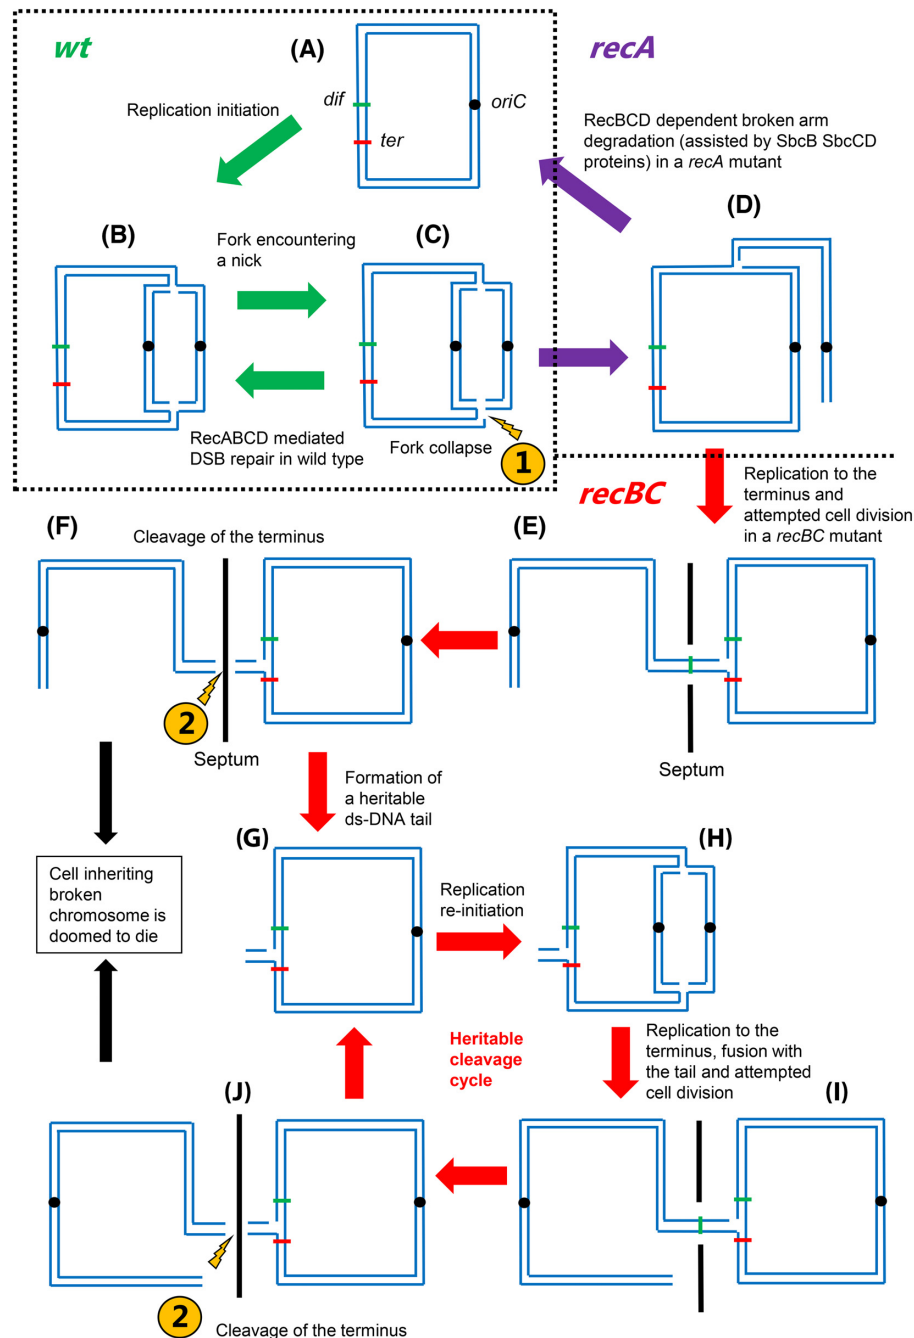 wt
(A)
recA
Replication initiation
dif
oriC
ter
RecBCD dependent broken arm
degradation (assisted by SbcB SbcCD
proteins) in a recA mutant
(B)
Fork encountering
a nick
(C)
(D)
RecABCD mediated
DSB repair in wild type
Fork collapse
1
recBC
Replication to the
terminus and
attempted cell division
in a recBC mutant
(F)
Cleavage of the terminus
(E)
2
Septum
Septum
Formation of
a heritable
ds-DNA tail
(G)
(H)
Cell inheriting
broken
chromosome is
doomed to die
Replication
re-initiation
Heritable
cleavage
cycle
Replication to the
terminus, fusion with
the tail and attempted
cell division
(J)
(I)
2
Cleavage of the terminus